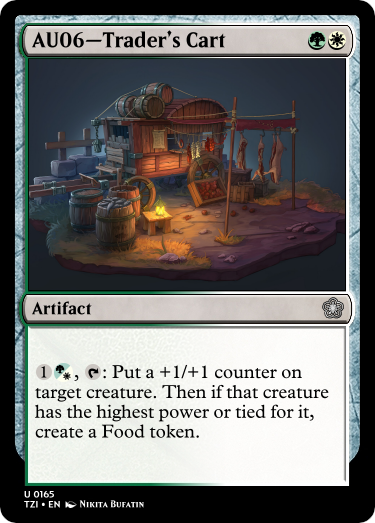 AU06—Trader's Cart
Artifact
1, : Put a +1/+1 counter on
target creature. Then if that creature
has the highest power or tied for it,
create a Food token.
U 0165
TZI • EN Nikita Bufatin